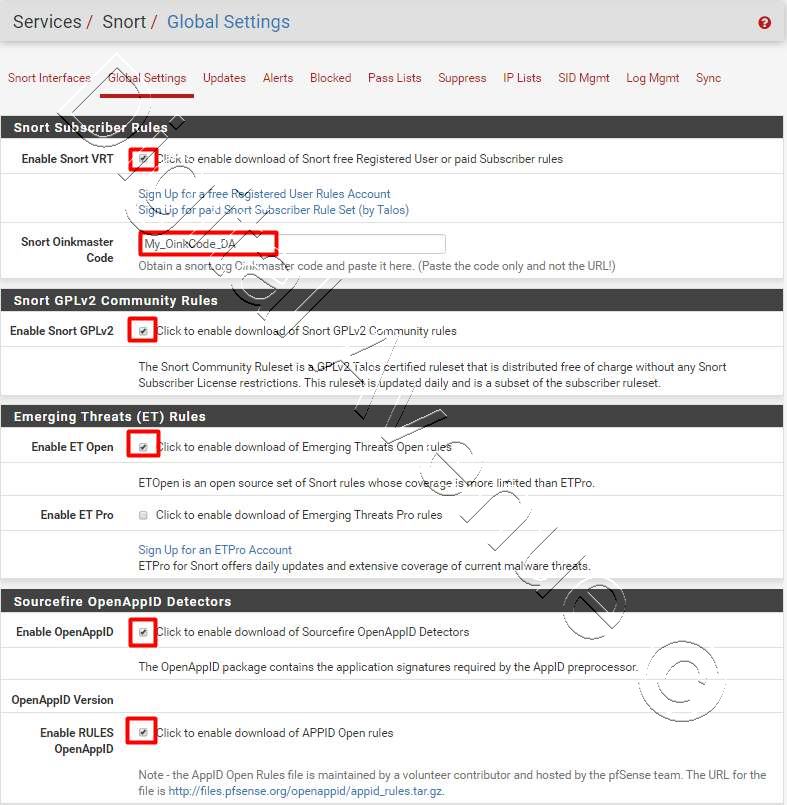 Services / Snort / Global Settings
Snort Interfaces Global Settings Updates Alerts Blocked Pass Lists Suppress IP Lists SID Mgmt Log Mgmt Sync
Snort Subscriber Rules
Enable Snort VRT Click to enable download of Snort free Registered User or paid Subscriber rules
Sign Up for a free Registered User Rules Account
Sign Up for paid Snort Subscriber Rule Set (by Talos)
Snort Oinkmaster Code My_OinkCode_DA
Obtain a snort.org Oinkmaster code and paste it here. (Paste the code only and not the URL!)
Snort GPLv2 Community Rules
Enable Snort GPLv2 Click to enable download of Snort GPLv2 Community rules
The Snort Community Ruleset is a GPLv2 Talos certified ruleset that is distributed free of charge without any Snort
Subscriber License restrictions. This ruleset is updated daily and is a subset of the subscriber ruleset.
Emerging Threats (ET) Rules
Enable ET Open Click to enable download of Emerging Threats Open rules
ETOpen is an open source set of Snort rules whose coverage is more limited than ETPro.
Enable ET Pro Click to enable download of Emerging Threats Pro rules
Sign Up for an ETPro Account
ETPro for Snort offers daily updates and extensive coverage of current malware threats.
Sourcefire OpenAppID Detectors
Enable OpenAppID Click to enable download of Sourcefire OpenAppID Detectors
The OpenAppID package contains the application signatures required by the AppID preprocessor.
OpenAppID Version
Enable RULES OpenAppID Click to enable download of APPID Open rules
Note - the AppID Open Rules file is maintained by a volunteer contributor and hosted by the pfSense team. The URL for the
file is http://files.pfsense.org/openappid/appid_rules.tar.gz.